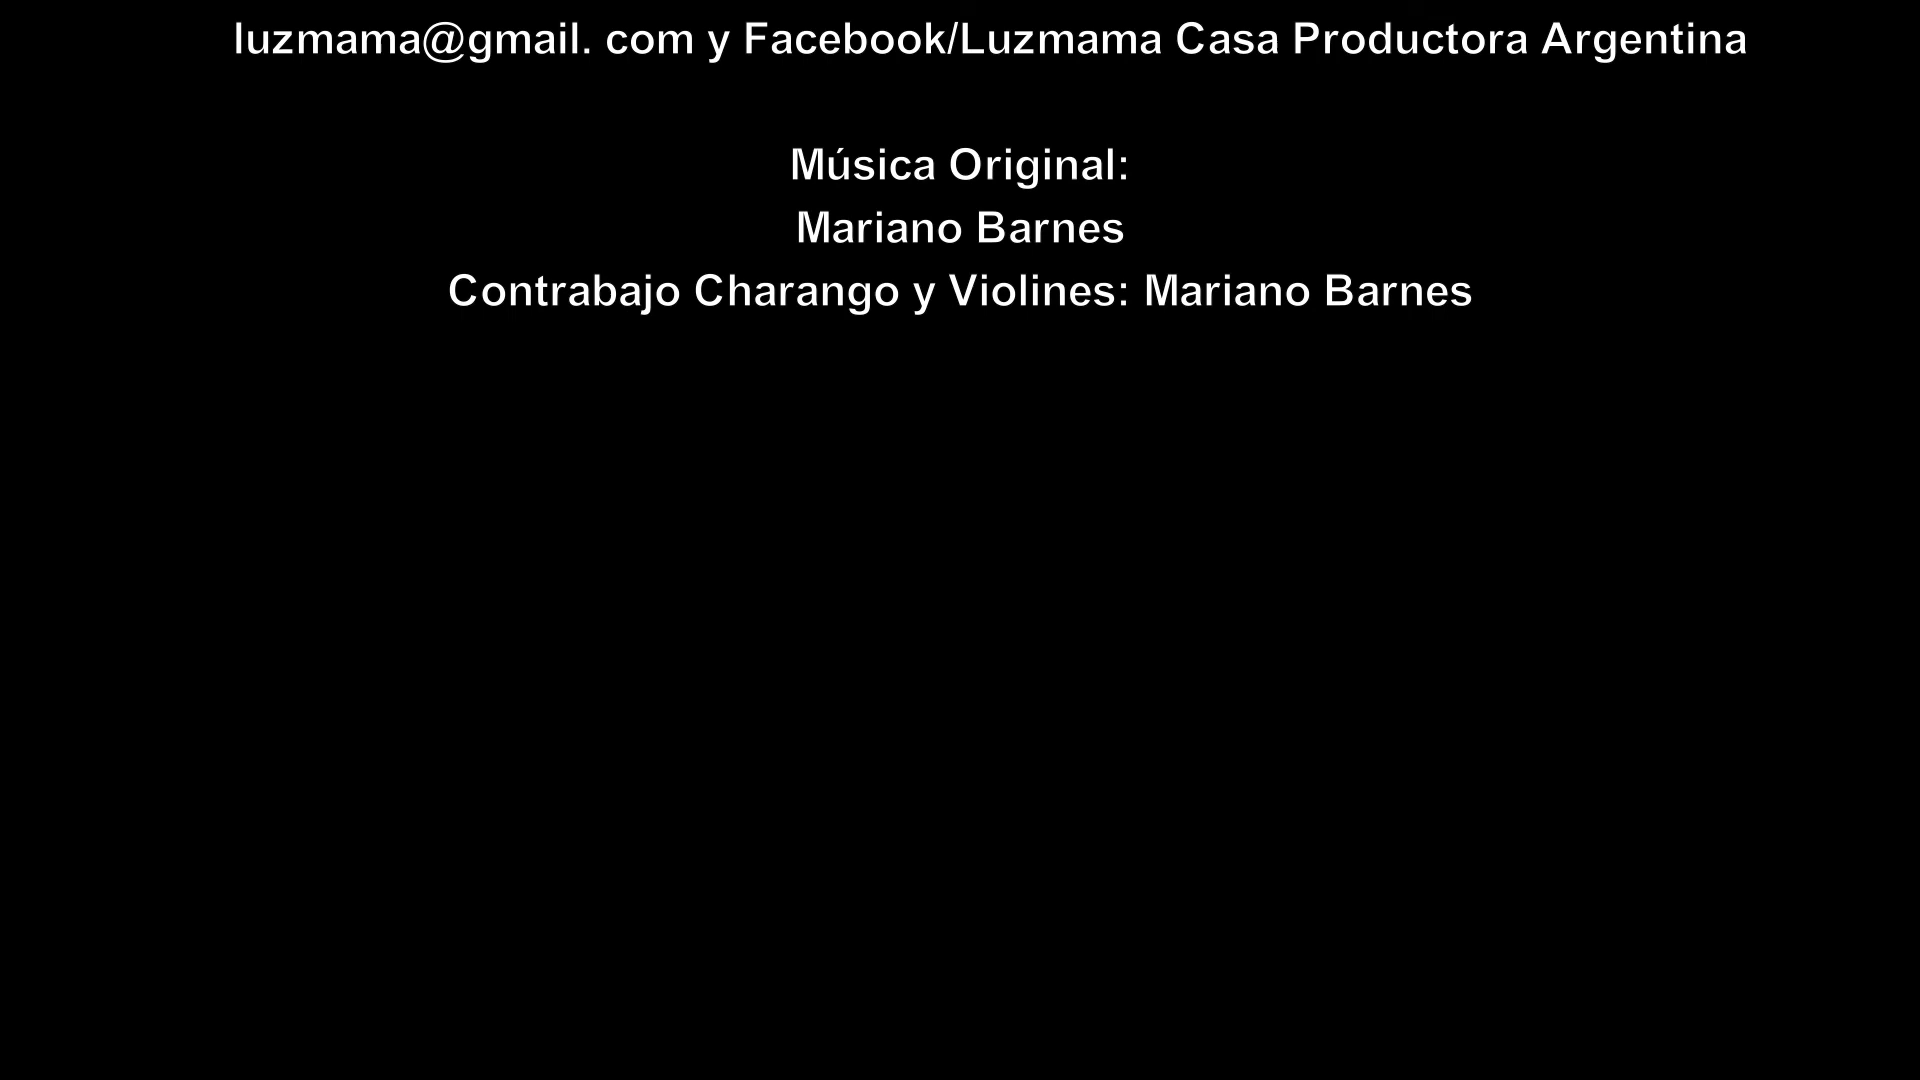 luzmama@gmail. com y Facebook/Luzmama Casa Productora Argentina
Música Original:
Mariano Barnes
Contrabajo Charango y Violines: Mariano Barnes